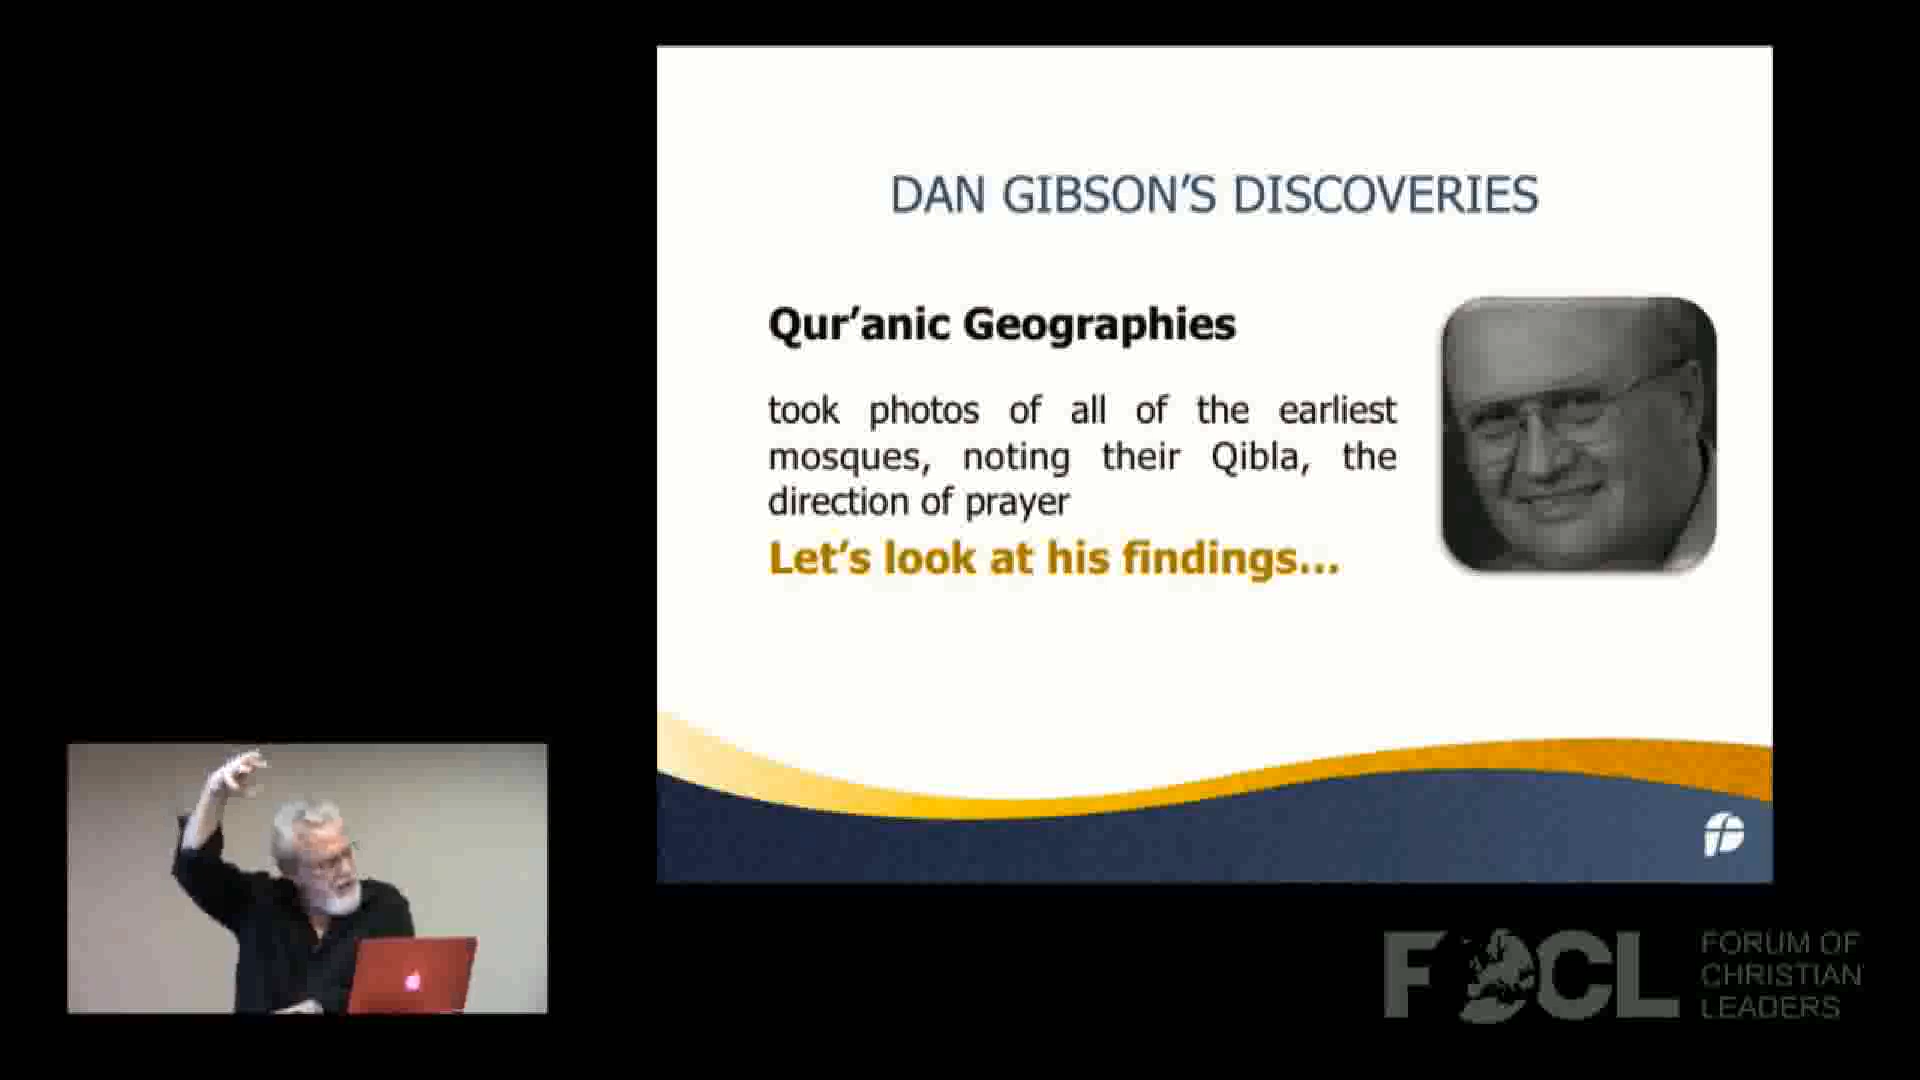 DAN GIBSON’S DISCOVERIES
Qur’anic Geographies
took photos of all of the earliest
mosques, noting their Qibla, the
direction of prayer
Let’s look at his findings...
FOCL
FORUM OF
CHRISTIAN
LEADERS